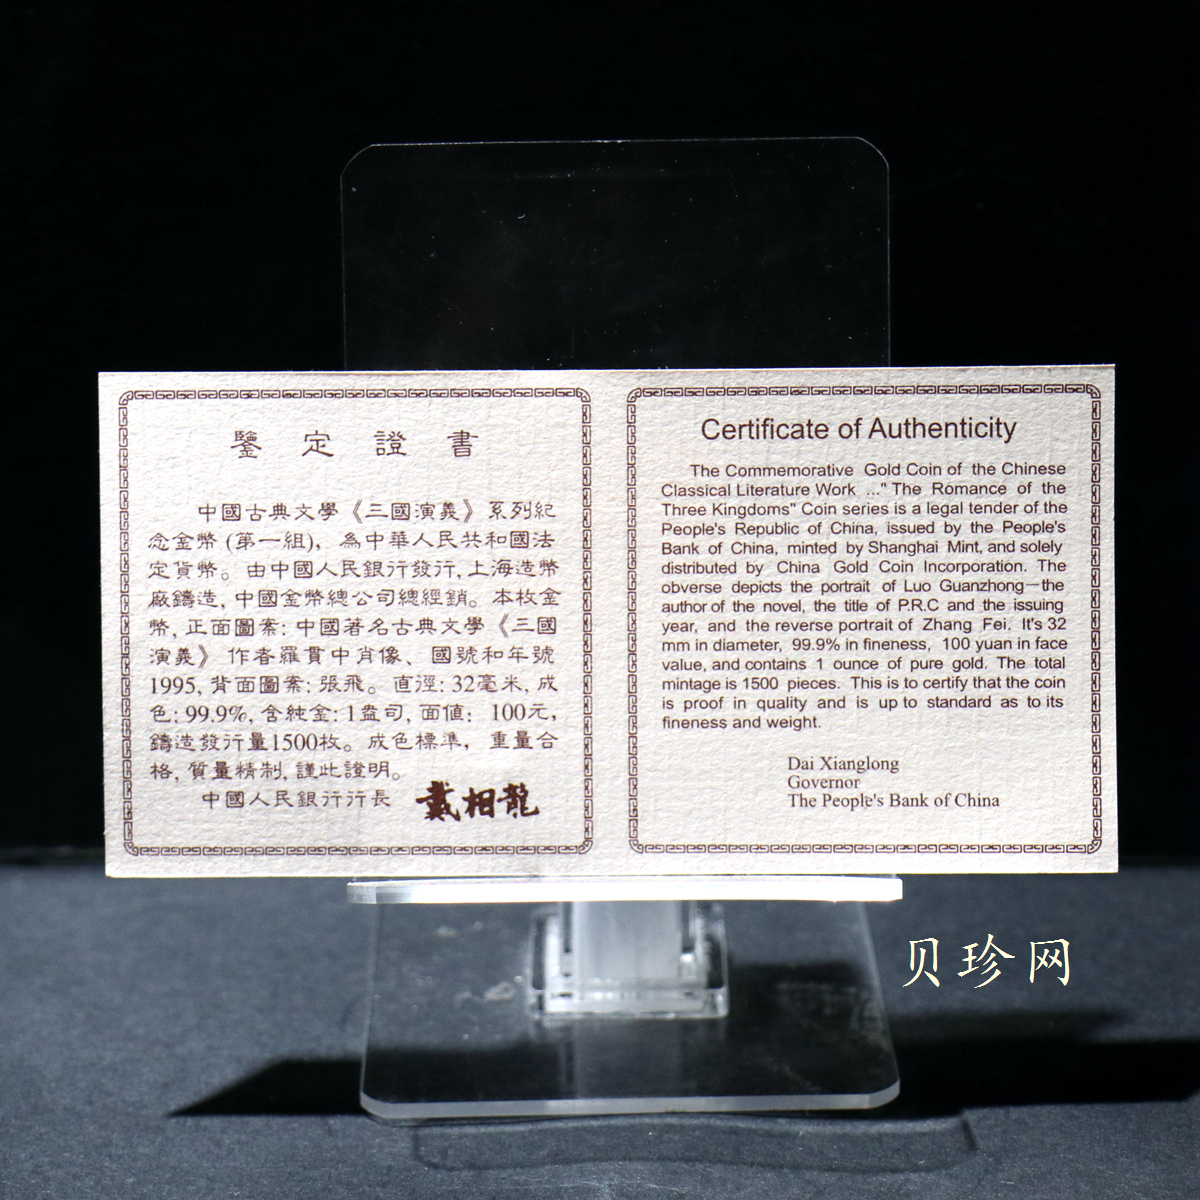 鑒定證書
中國古典文學《三國演義》系列紀
念金幣(第一組)，為中華人民共和國法
定貨幣。由中國人民銀行發行,上海造幣
廠鑄造,中國金幣總公司總經銷。本枚金
幣,正面圖案:中國著名古典文學《三國
演義》作者羅貫中肖像、國號和年號
1995,背面圖案:張飛。直徑:32毫米,成
色:99.9%,含純金:1盎司,面值：100元,
鑄造發行量1500枚。成色標準，重量合
格,質量精制,謹此證明。
中國人民銀行行長 戴相龍
Certificate of Authenticity
The Commemorative Gold Coin of the Chinese
Classical Literature Work ..." The Romance of the
Three Kingdoms" Coin series is a legal tender of the
People's Republic of China, issued by the People's
Bank of China, minted by Shanghai Mint, and solely
distributed by China Gold Coin Incorporation. The
obverse depicts the portrait of Luo Guanzhong—the
author of the novel, the title of P.R.C and the issuing
year, and the reverse portrait of Zhang Fei. It's 32
mm in diameter, 99.9% in fineness, 100 yuan in face
value, and contains 1 ounce of pure gold. The total
mintage is 1500 pieces. This is to certify that the coin
is proof in quality and is up to standard as to its
fineness and weight.
Dai Xianglong
Governor
The People's Bank of China
贝珍网